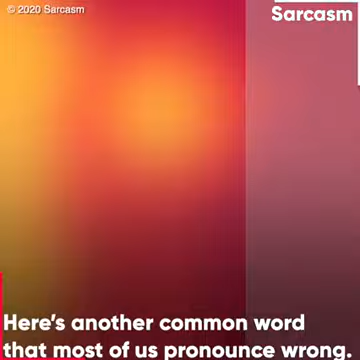 © 2020 Sarcasm
Sarcasm
Here’s another common word
that most of us pronounce wrong.